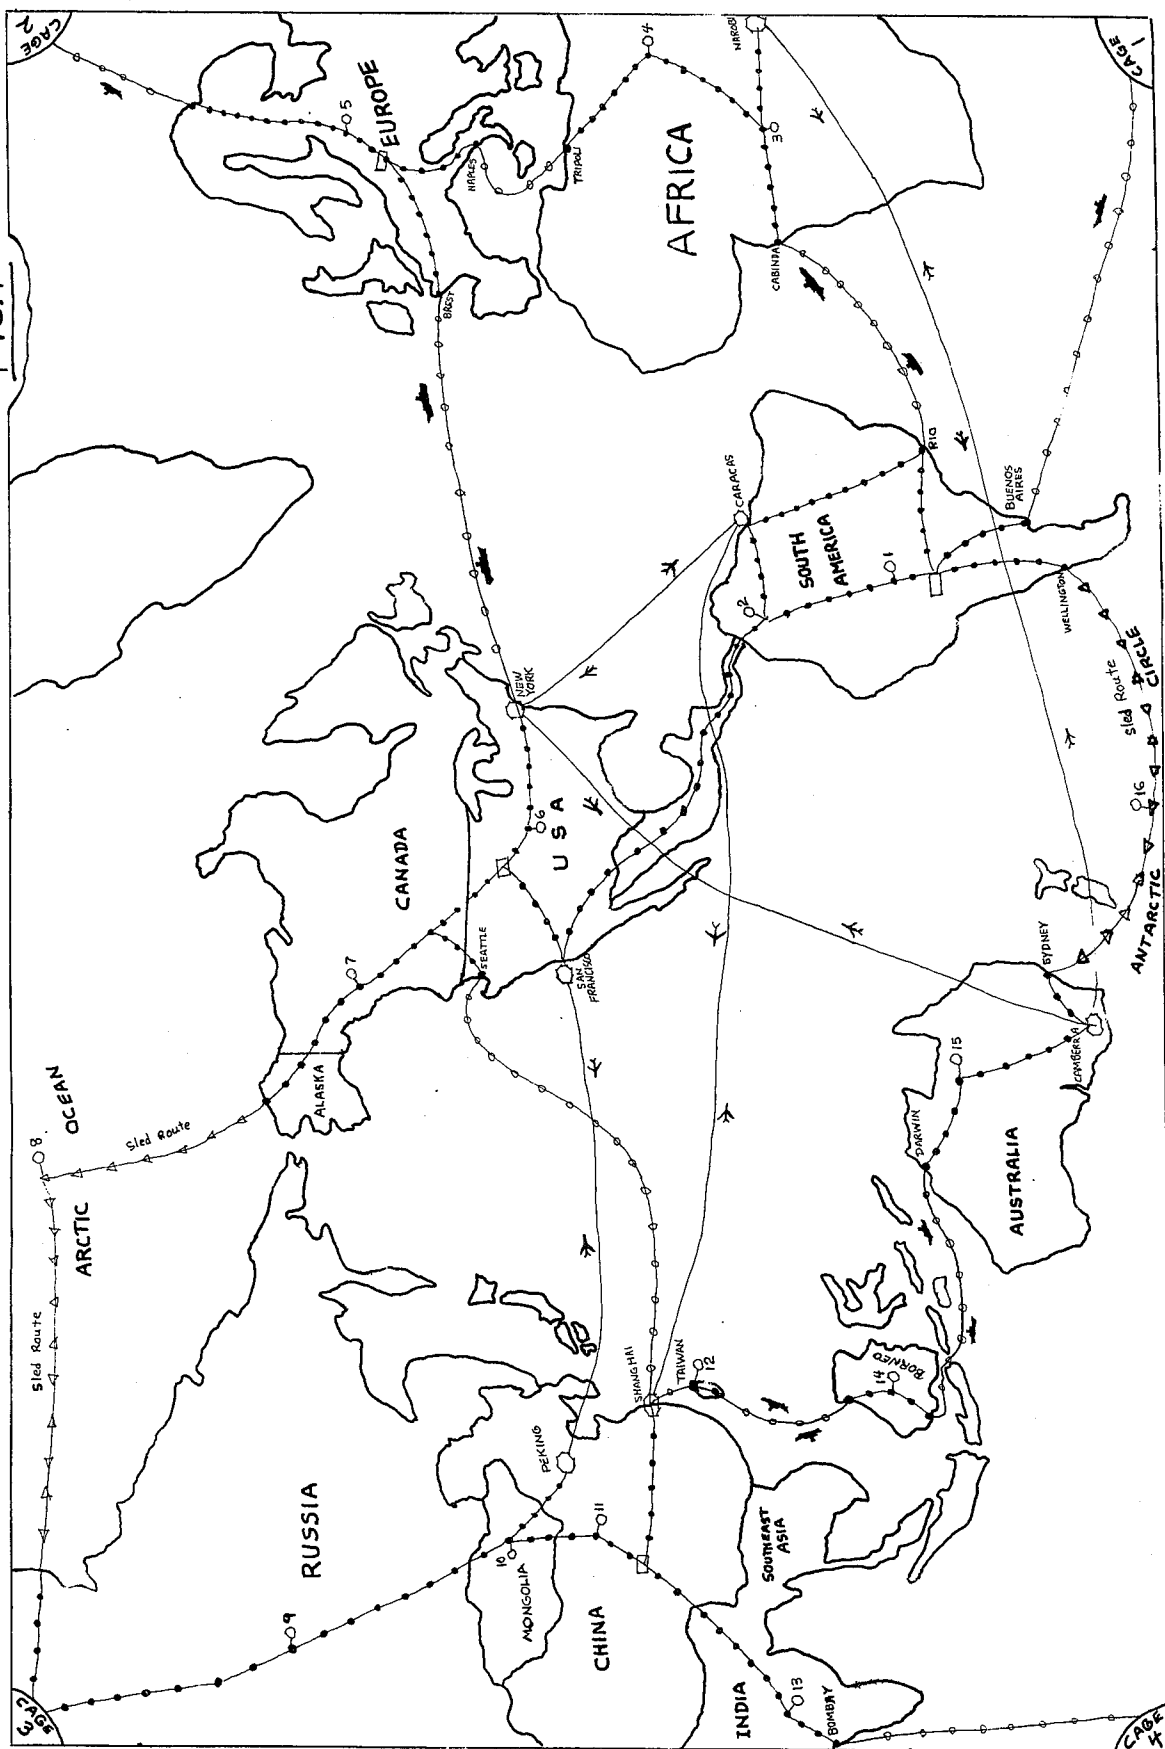 CAGE
3
Sled Route
8
ARCTIC
OCEAN
Sled Route
CAGE
2
RUSSIA
9
ALASKA
7
CANADA
EUROPE
5
MONGOLIA
10
PEKING
SEATTLE
NEW
YORK
BREST
NAPLES
CHINA
11
SAN
FRANCISCO
USA
6
TRIPOLI
4
SHANGHAI
TAIWAN
12
AFRICA
INDIA
SOUTHEAST
ASIA
CARACAS
2
SOUTH
AMERICA
1
CABINDA
3
NAROBI
13
BOMBAY
BORNEO
14
DARWIN
15
RIO
AUSTRALIA
SYDNEY
CAMBERRA
BUENOS
AIRES
WELLINGTON
16
Sled Route
ANTARCTIC
CIRCLE
CAGE
4
CAGE
1